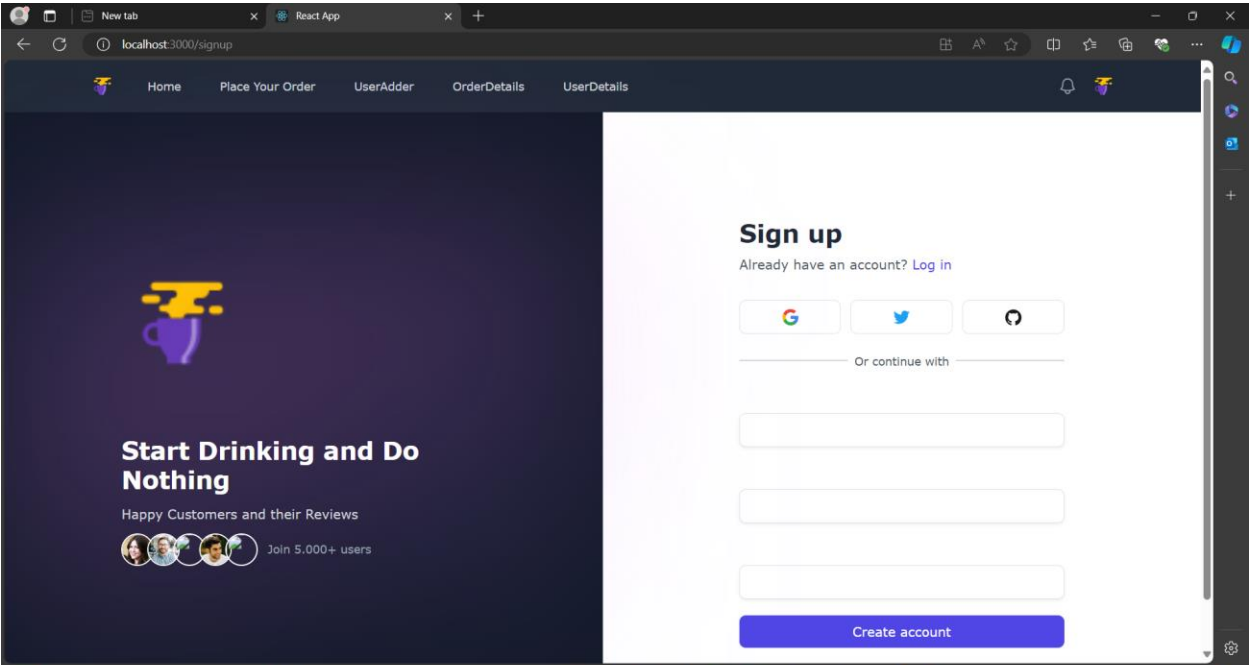 New tab
React App
localhost:3000/signup
Home Place Your Order UserAdder OrderDetails UserDetails
Sign up
Already have an account? Log in
Or continue with
Create account
Start Drinking and Do
Nothing
Happy Customers and their Reviews
Join 5.000+ users